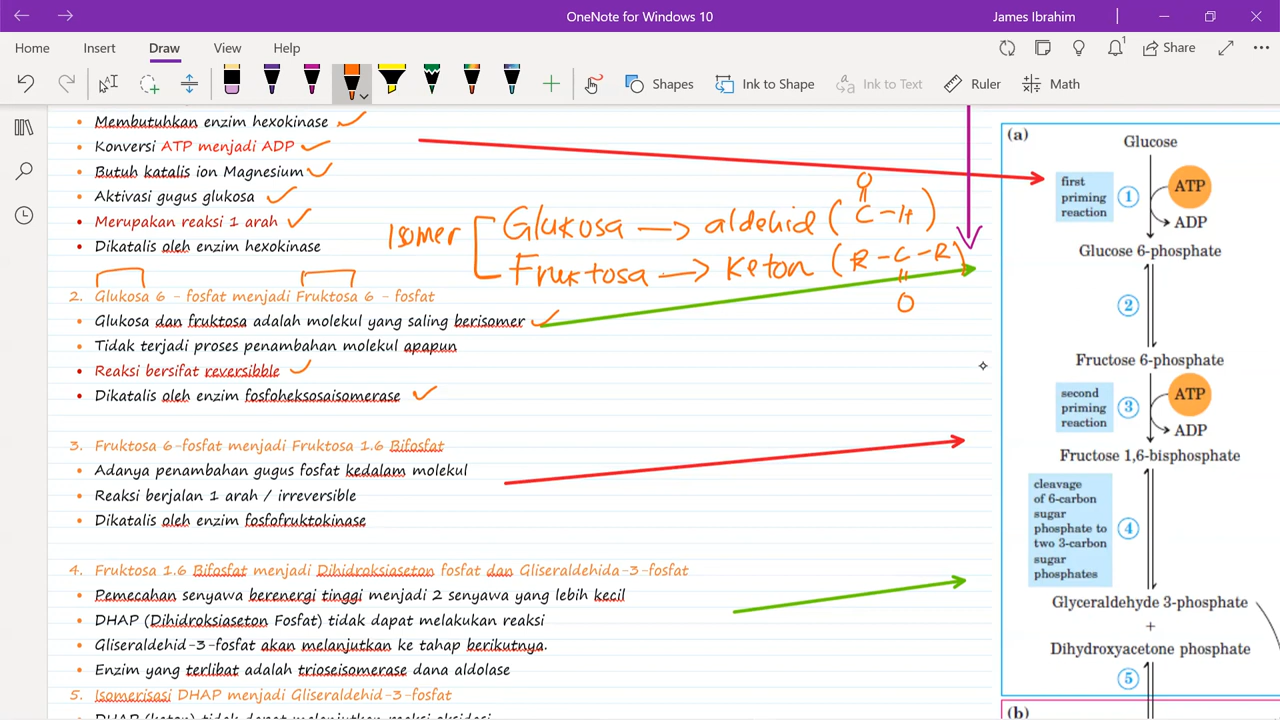 OneNote for Windows 10
James Ibrahim
Home Insert Draw View Help
1 Share
Shapes Ink to Shape Ink to Text Ruler Math
• Membutuhkan enzim hexokinase
• Konversi ATP menjadi ADP
• Butuh katalis ion Magnesium
• Aktivasi gugus glukosa
• Merupakan reaksi 1 arah
• Dikatalis oleh enzim hexokinase
Isomer
Glukosa → aldehid (C-H)
O
Fruktosa → Keton (R-C-R)
O
2. Glukosa 6 - fosfat menjadi Fruktosa 6 - fosfat
• Glukosa dan fruktosa adalah molekul yang saling berisomer
• Tidak terjadi proses penambahan molekul apapun
• Reaksi bersifat reversibble
• Dikatalis oleh enzim fosfoheksosaisomerase
3. Fruktosa 6-fosfat menjadi Fruktosa 1.6 Bifosfat
• Adanya penambahan gugus fosfat kedalam molekul
• Reaksi berjalan 1 arah / irreversible
• Dikatalis oleh enzim fosfofruktokinase
4. Fruktosa 1.6 Bifosfat menjadi Dihdroksiaseton fosfat dan Gliseraldehida-3-fosfat
• Pemecahan senyawa berenergi tinggi menjadi 2 senyawa yang lebih kecil
• DHAP (Dihidroksiaseton Fosfat) tidak dapat melakukan reaksi
• Gliseraldehid-3-fosfat akan melanjutkan ke tahap berikutnya.
• Enzim yang terlibat adalah trioseisomerase dana aldolase
5. Isomerisasi DHAP menjadi Gliseraldehid-3-fosfat
• DHAP (keton) tidak dapat melanjutkan reaksi oksidasi
(a)
Glucose
first
priming
reaction
1
ATP
ADP
Glucose 6-phosphate
2
Fructose 6-phosphate
second
priming
reaction
3
ATP
ADP
Fructose 1,6-bisphosphate
cleavage
of 6-carbon
sugar
phosphate to
two 3-carbon
sugar
phosphates
4
Glyceraldehyde 3-phosphate
+
Dihydroxyacetone phosphate
5
(b)